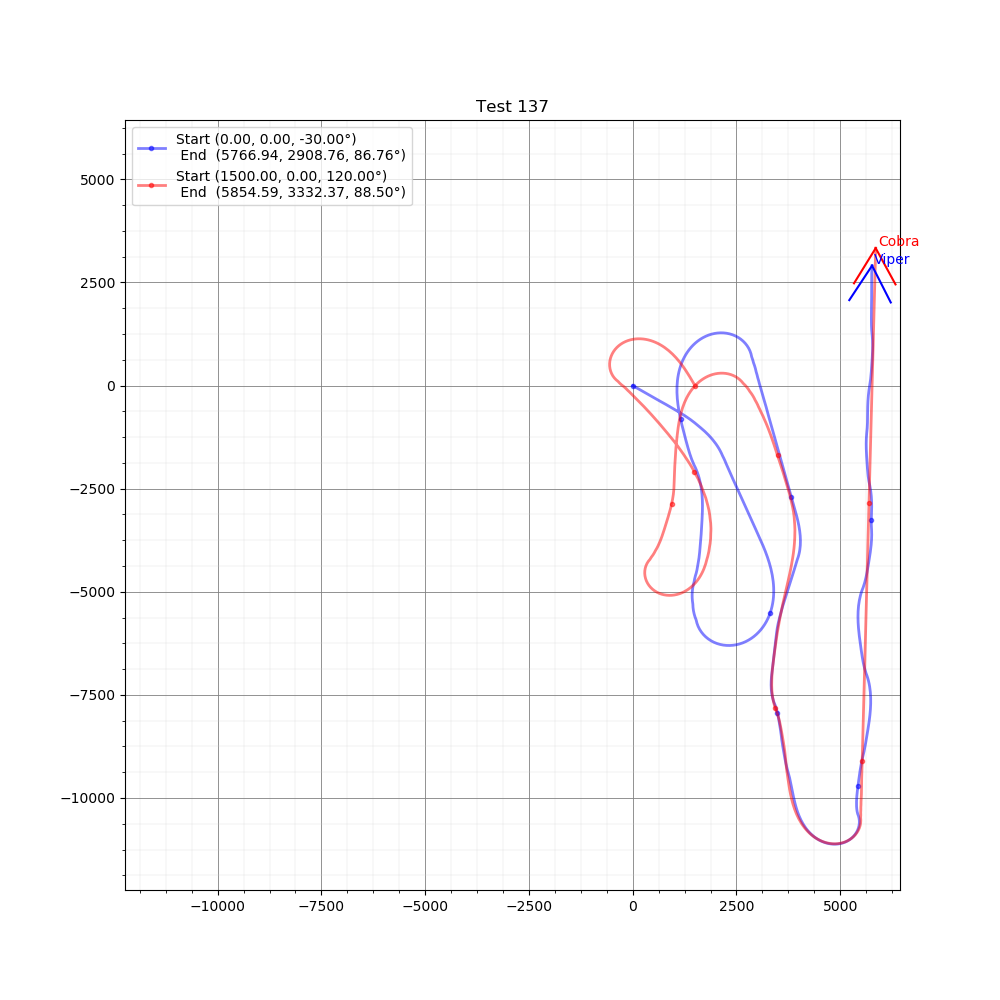 Test 137
Start (0.00, 0.00, -30.00°)
End (5766.94, 2908.76, 86.76°)
Start (1500.00, 0.00, 120.00°)
End (5854.59, 3332.37, 88.50°)
Cobra
Viper
5000
2500
0
−2500
−5000
−7500
−10000
−10000
−7500
−5000
−2500
0
2500
5000